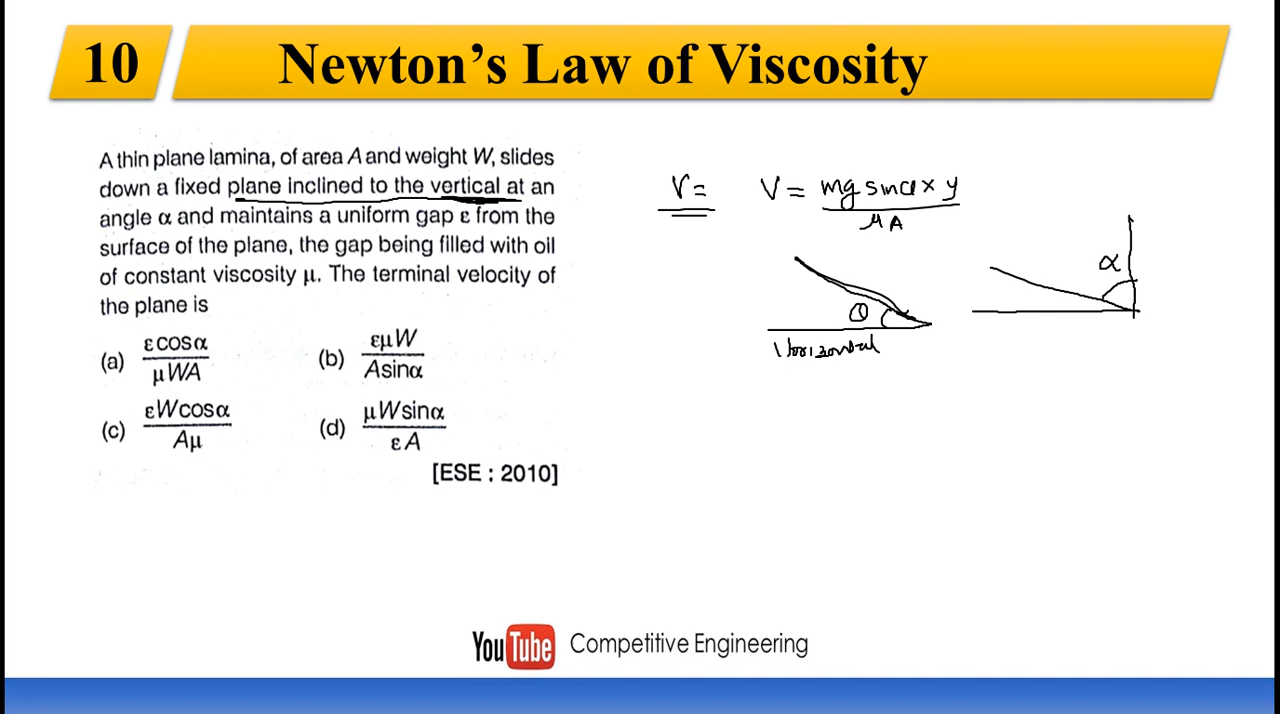 10 Newton's Law of Viscosity
A thin plane lamina, of area A and weight W, slides
down a fixed plane inclined to the vertical at an
angle α and maintains a uniform gap ε from the
surface of the plane, the gap being filled with oil
of constant viscosity μ. The terminal velocity of
the plane is
(a) εcosα / μWA (b) εμW / Asinα
(c) εWcosα / Aμ (d) μWsinα / εA
[ESE : 2010]
V = V = mg sinα × y / μA
θ α
Horizontal
YouTube Competitive Engineering